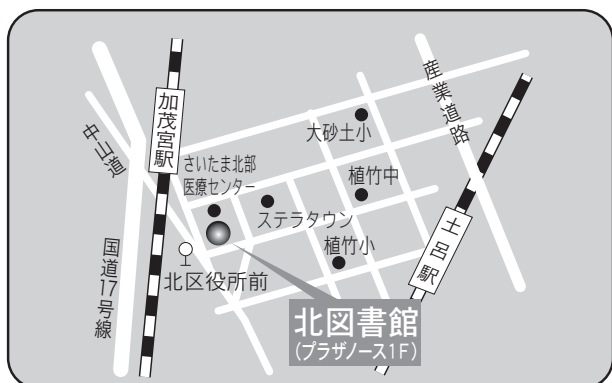 中山道
加茂宮駅
国道17号線
さいたま北部
医療センター
ステラタウン
北区役所前
大砂土小
植竹中
植竹小
産業道路
土呂駅
北図書館
(プラザノース1F)